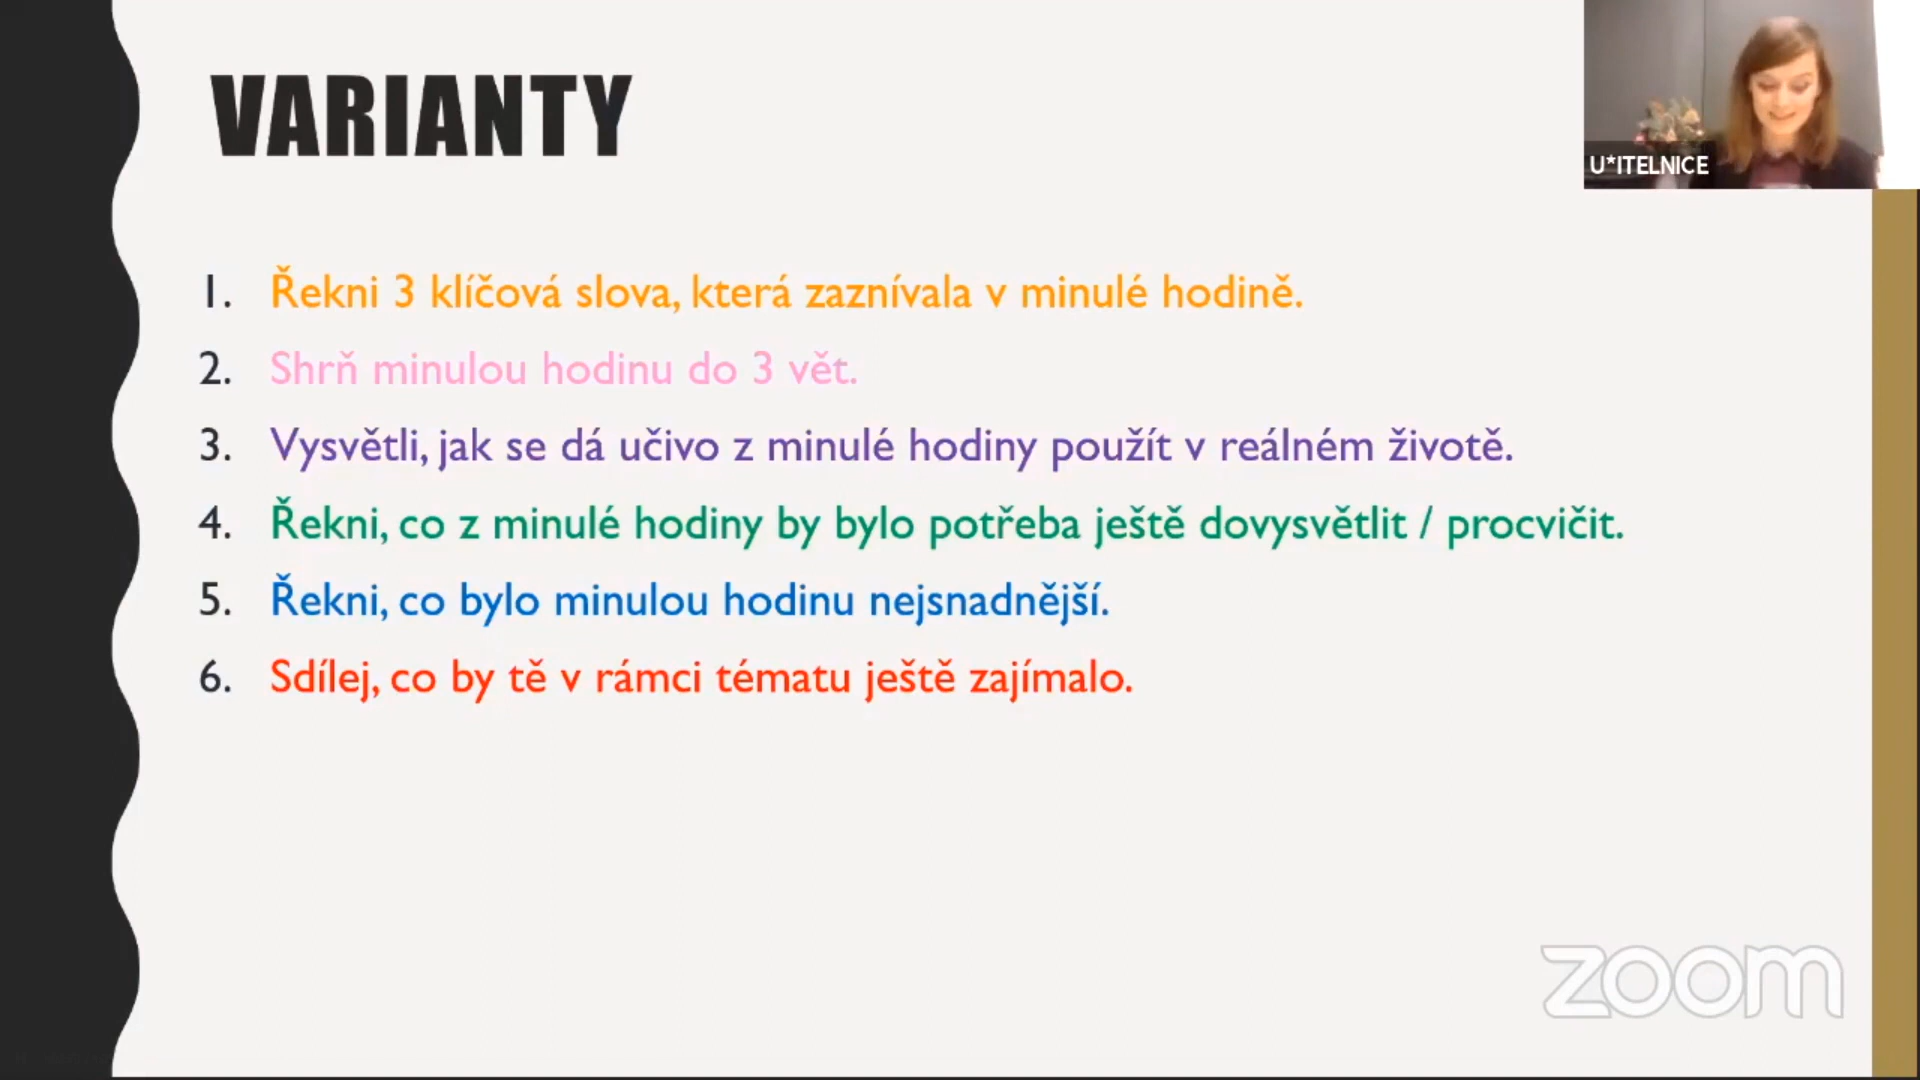 VARIANTY
U*ITELNICE
1. Řekni 3 klíčová slova, která zaznívala v minulé hodině.
2. Shrň minulou hodinu do 3 vět.
3. Vysvětli, jak se dá učivo z minulé hodiny použít v reálném životě.
4. Řekni, co z minulé hodiny by bylo potřeba ještě dovysvětlit / procvičit.
5. Řekni, co bylo minulou hodinu nejsnadnější.
6. Sdílej, co by tě v rámci tématu ještě zajímalo.
zoom